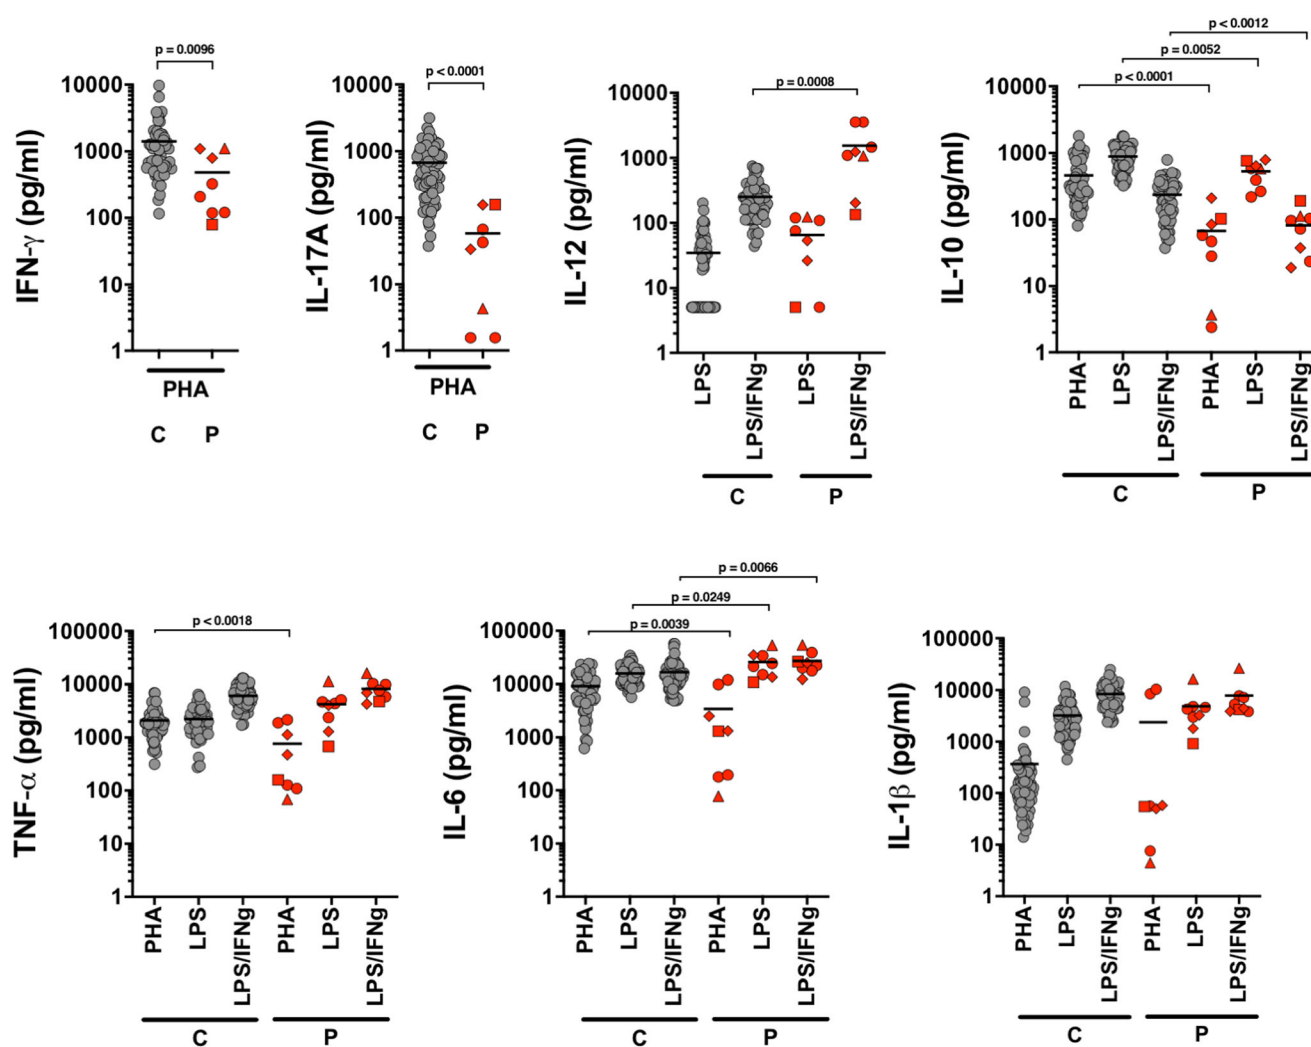 p = 0.0096
10000
1000
100
10
1
IFN-γ (pg/ml)
PHA
C P
p < 0.0001
10000
1000
100
10
1
IL-17A (pg/ml)
PHA
C P
p = 0.0008
10000
1000
100
10
1
IL-12 (pg/ml)
LPS
LPS/IFNg
LPS
LPS/IFNg
C P
p < 0.0012
p = 0.0052
p < 0.0001
10000
1000
100
10
1
IL-10 (pg/ml)
PHA
LPS
LPS/IFNg
PHA
LPS
LPS/IFNg
C P
p < 0.0018
100000
10000
1000
100
10
1
TNF-α (pg/ml)
PHA
LPS
LPS/IFNg
PHA
LPS
LPS/IFNg
C P
p = 0.0066
p = 0.0249
p = 0.0039
100000
10000
1000
100
10
1
IL-6 (pg/ml)
PHA
LPS
LPS/IFNg
PHA
LPS
LPS/IFNg
C P
100000
10000
1000
100
10
1
IL-1β (pg/ml)
PHA
LPS
LPS/IFNg
PHA
LPS
LPS/IFNg
C P